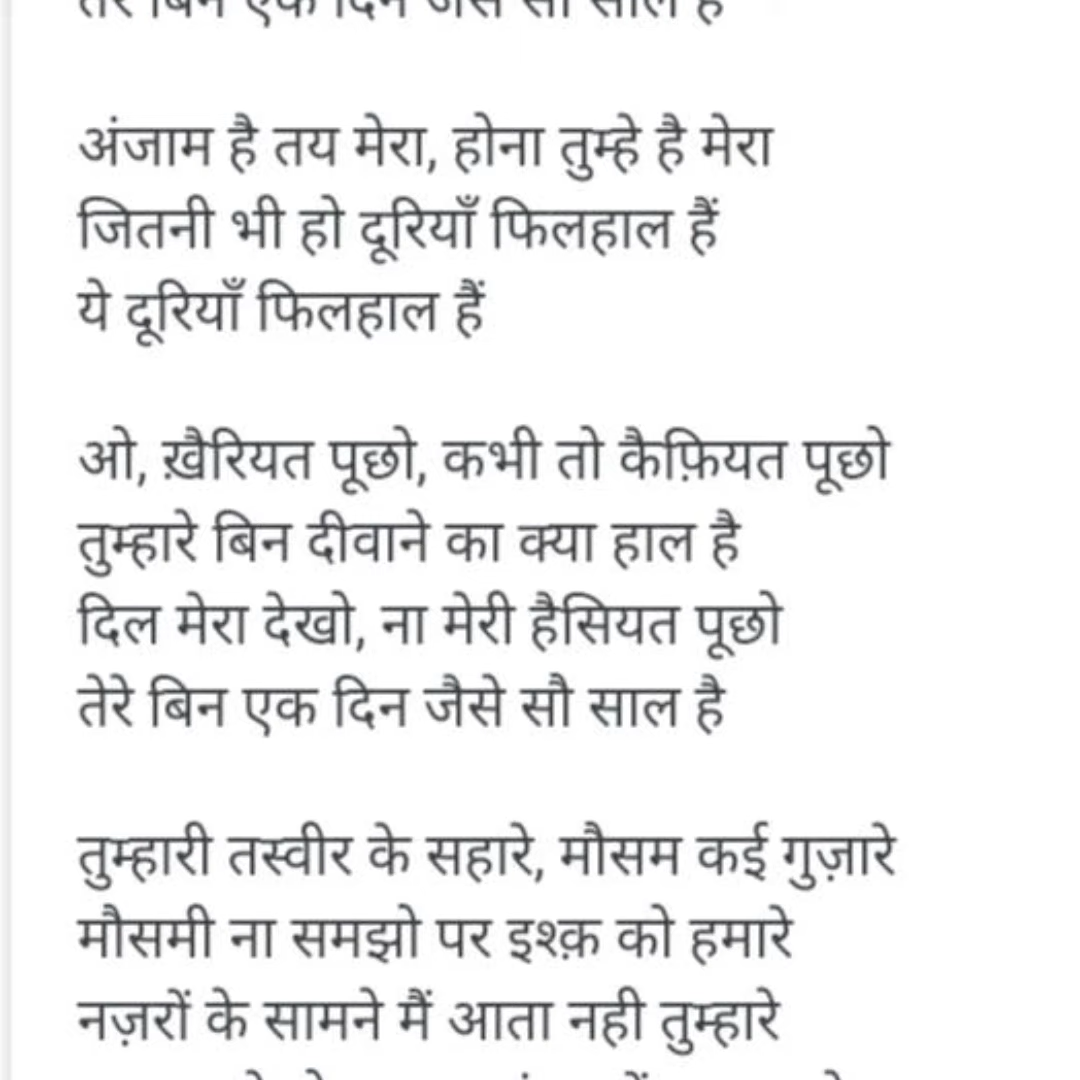 तेरे बिन एक दिन जैसे सौ साल है
अंजाम है तय मेरा, होना तुम्हे है मेरा
जितनी भी हो दूरियाँ फिलहाल हैं
ये दूरियाँ फिलहाल हैं
ओ, ख़ैरियत पूछो, कभी तो कैफ़ियत पूछो
तुम्हारे बिन दीवाने का क्या हाल है
दिल मेरा देखो, ना मेरी हैसियत पूछो
तेरे बिन एक दिन जैसे सौ साल है
तुम्हारी तस्वीर के सहारे, मौसम कई गुज़ारे
मौसमी ना समझो पर इश्क़ को हमारे
नज़रों के सामने मैं आता नही तुम्हारे